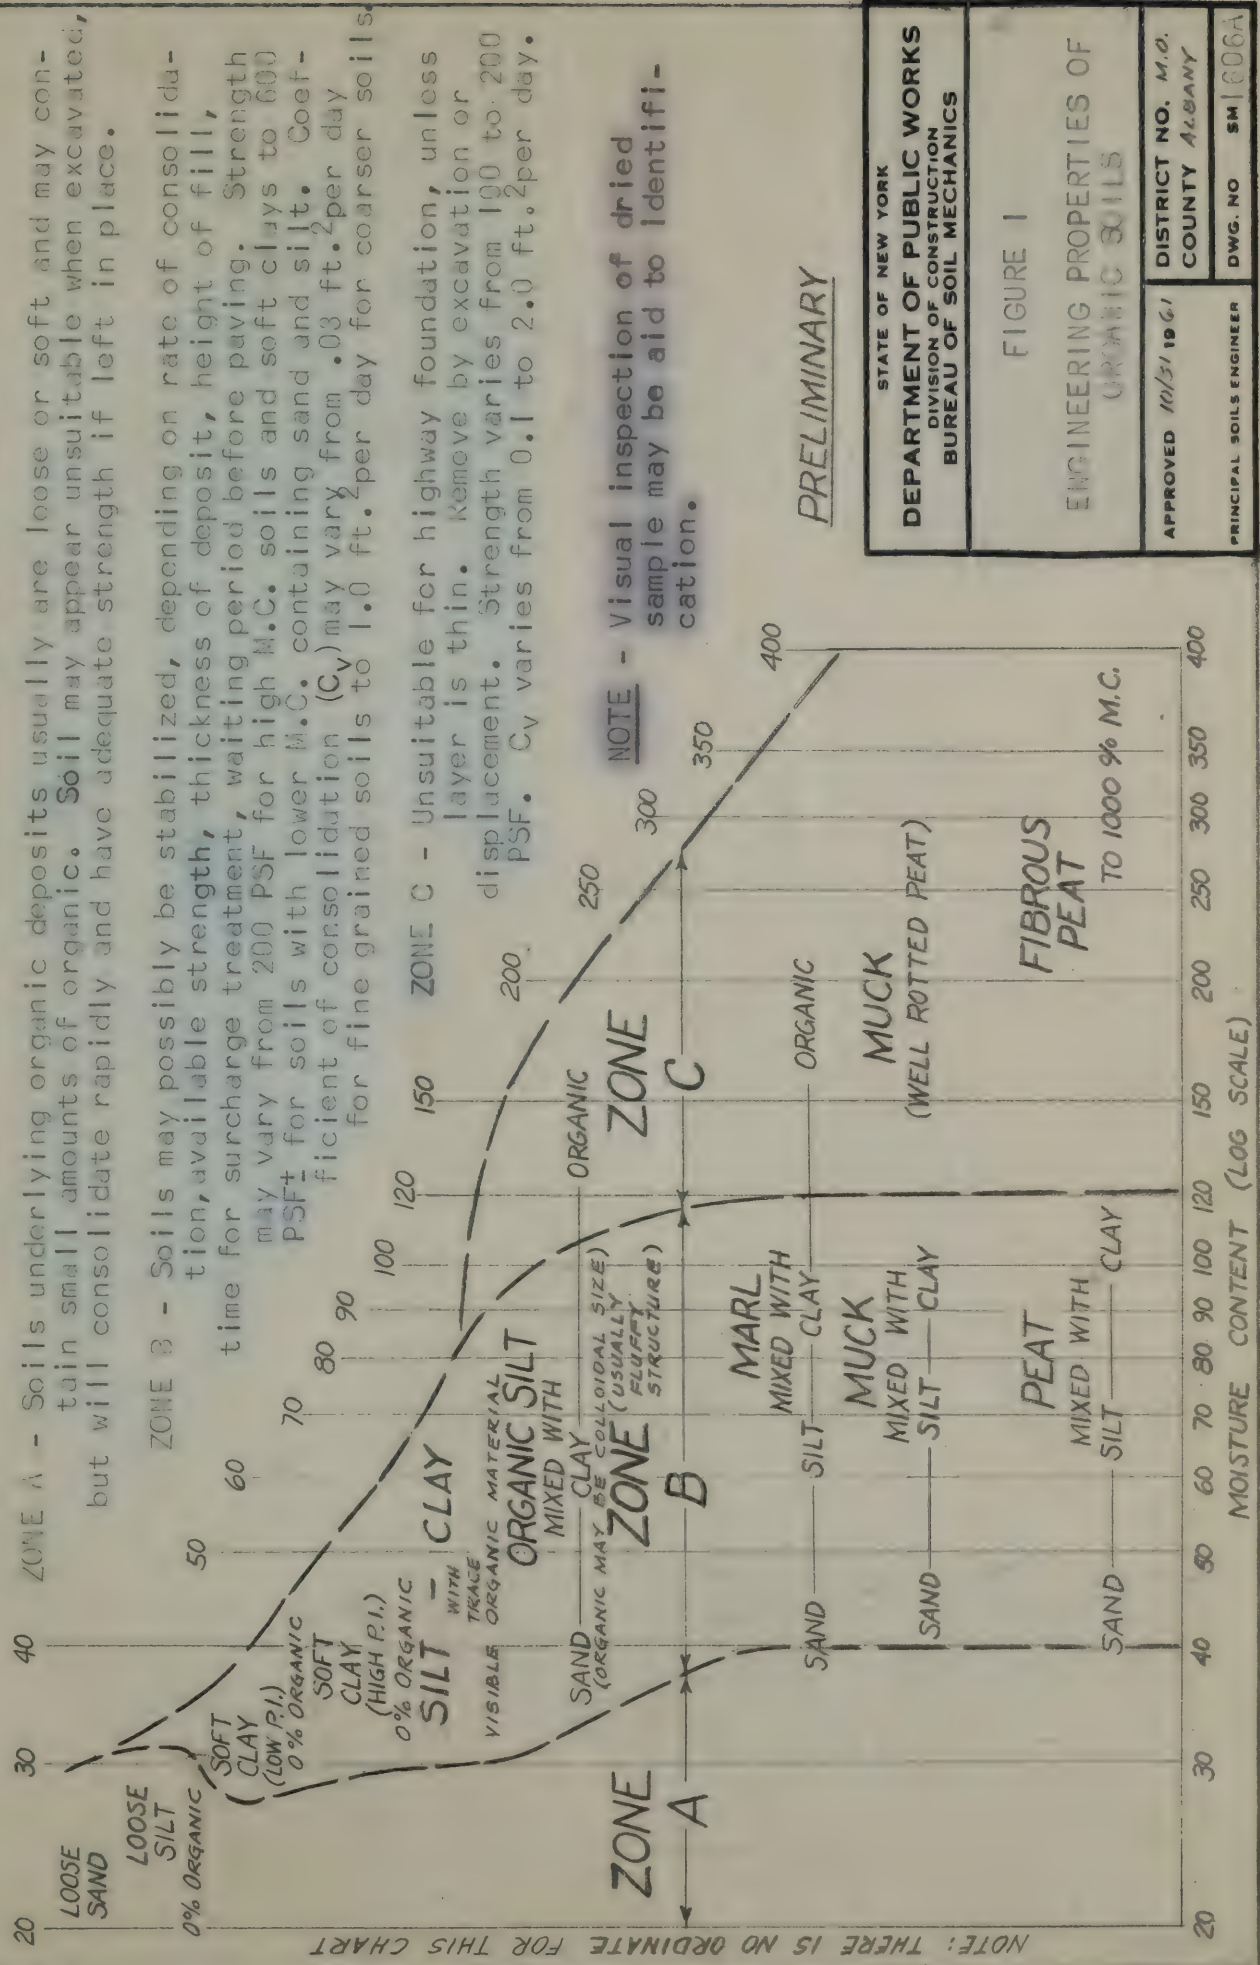 ZONE A - Soils underlying organic deposits usually are loose or soft and may con-
tain small amounts of organic. Soil may appear unsuitable when excavated,
but will consolidate rapidly and have adequate strength if left in place.
ZONE B - Soils may possibly be stabilized, depending on rate of consolida-
tion, available strength, thickness of deposit, height of fill,
time for surcharge treatment, waiting period before paving. Strength
may vary from 200 PSF for high M.C. soils and soft clays to 600
PSF± for soils with lower M.C. containing sand and silt. Coef-
ficient of consolidation (Cv) may vary from .03 ft.² per day
for fine grained soils to 1.0 ft.² per day for coarser soils.
ZONE C - Unsuitable for highway foundation, unless
layer is thin. Remove by excavation or
displacement. Strength varies from 100 to 200
PSF. Cv varies from 0.1 to 2.0 ft.² per day.
NOTE - Visual inspection of dried
sample may be aid to identifi-
cation.
PRELIMINARY
20 30 40 50 60 70 80 90 100 120 150 200 250 300 350 400
LOOSE
SAND
LOOSE
SILT
0% ORGANIC
SOFT
CLAY
(LOW P.I.)
0% ORGANIC
SOFT
CLAY
(HIGH P.I.)
0% ORGANIC
SILT - CLAY
WITH
TRACE
VISIBLE ORGANIC MATERIAL
ORGANIC SILT
MIXED WITH
SAND CLAY ORGANIC
(ORGANIC MAY BE COLLOIDAL SIZE)
(USUALLY
FLUFFY
STRUCTURE)
ZONE
A
ZONE
B
ZONE
C
MARL
MIXED WITH
SAND SILT CLAY ORGANIC
MUCK
MIXED WITH
SAND SILT CLAY
MUCK
(WELL ROTTED PEAT)
PEAT
MIXED WITH
SAND SILT CLAY
FIBROUS
PEAT
TO 1000 % M.C.
20 30 40 50 60 70 80 90 100 120 150 200 250 300 350 400
MOISTURE CONTENT (LOG SCALE)
NOTE: THERE IS NO ORDINATE FOR THIS CHART
STATE OF NEW YORK
DEPARTMENT OF PUBLIC WORKS
DIVISION OF CONSTRUCTION
BUREAU OF SOIL MECHANICS
FIGURE 1
ENGINEERING PROPERTIES OF
ORGANIC SOILS
APPROVED 10/31 1961
PRINCIPAL SOILS ENGINEER
DISTRICT NO. M.O.
COUNTY ALBANY
DWG. NO SM 1606A